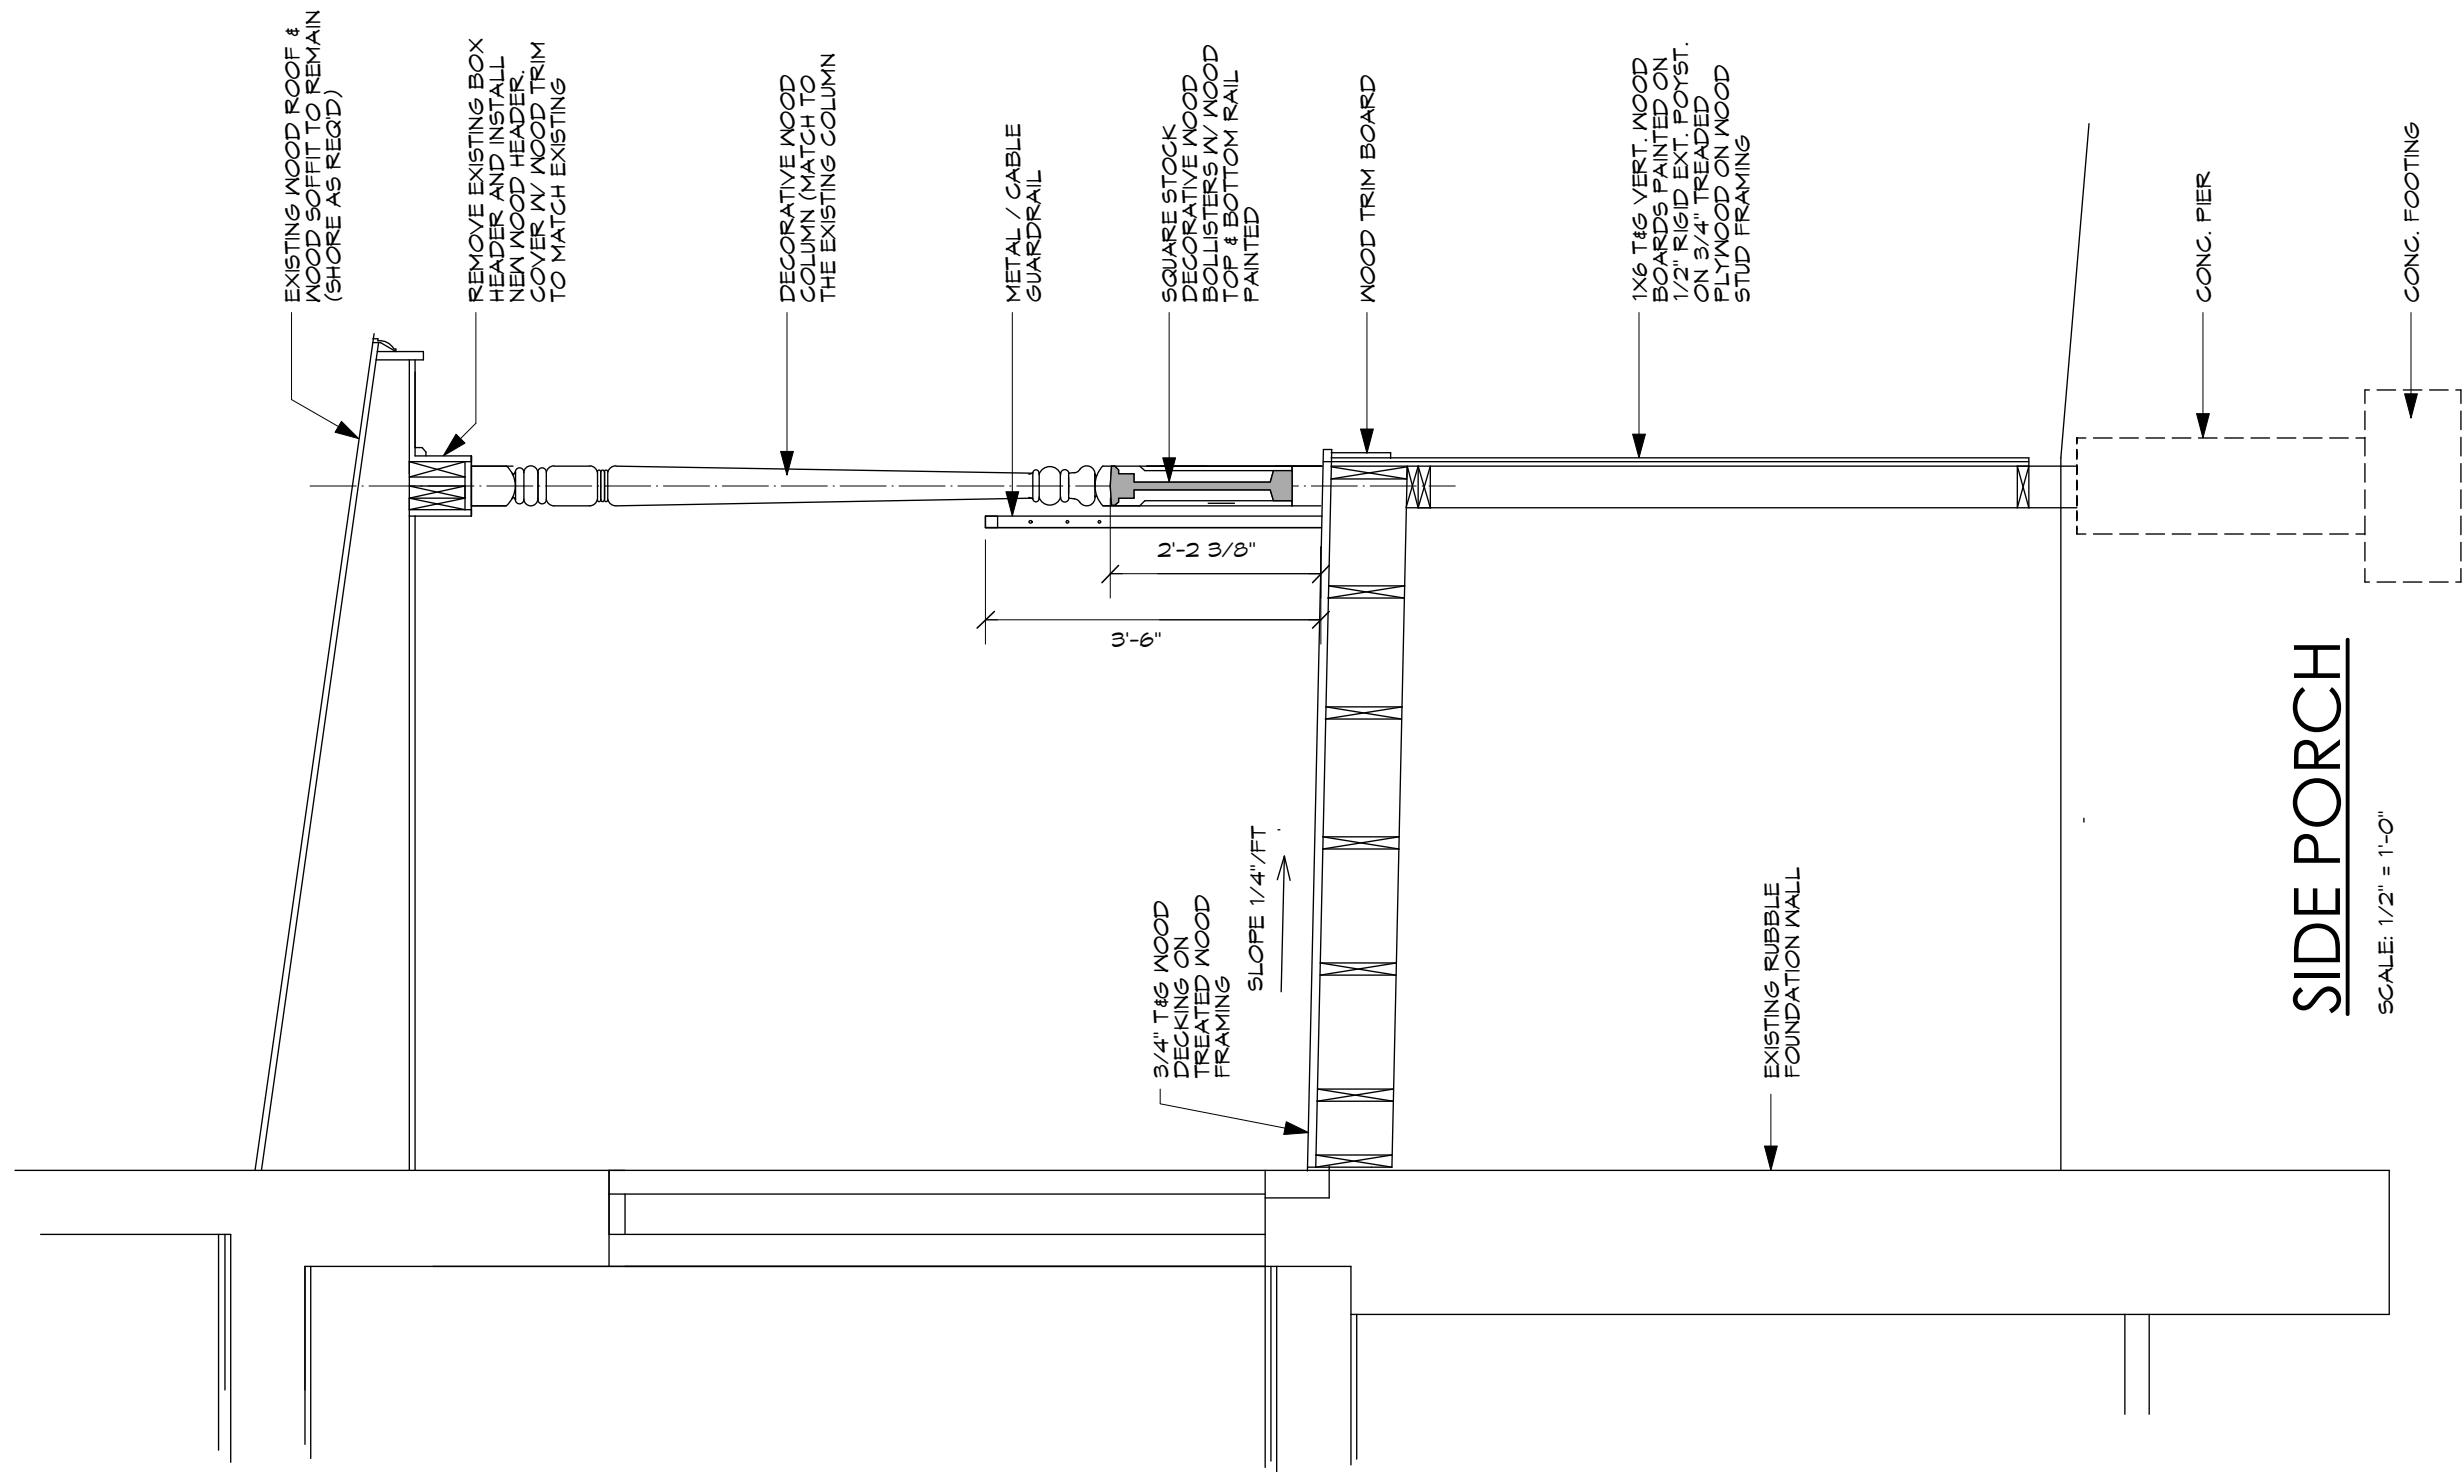 EXISTING WOOD ROOF &
WOOD SOFFIT TO REMAIN
(SHORE AS REQ'D)
REMOVE EXISTING BOX
HEADER AND INSTALL
NEW WOOD HEADER.
COVER W/ WOOD TRIM
TO MATCH EXISTING
DECORATIVE WOOD
COLUMN (MATCH TO
THE EXISTING COLUMN
METAL / CABLE
GUARDRAIL
SQUARE STOCK
DECORATIVE WOOD
BOLLISTERS W/ WOOD
TOP & BOTTOM RAIL
PAINTED
WOOD TRIM BOARD
1X6 T&G VERT. WOOD
BOARDS PAINTED ON
1/2" RIGID EXT. POYST.
ON 3/4" TREADED
PLYWOOD ON WOOD
STUD FRAMING
CONC. PIER
CONC. FOOTING
2'-2 3/8"
3'-6"
3/4" T&G WOOD
DECKING ON
TREATED WOOD
FRAMING
SLOPE 1/4"/FT
EXISTING RUBBLE
FOUNDATION WALL
SIDE PORCH
SCALE: 1/2" = 1'-0"